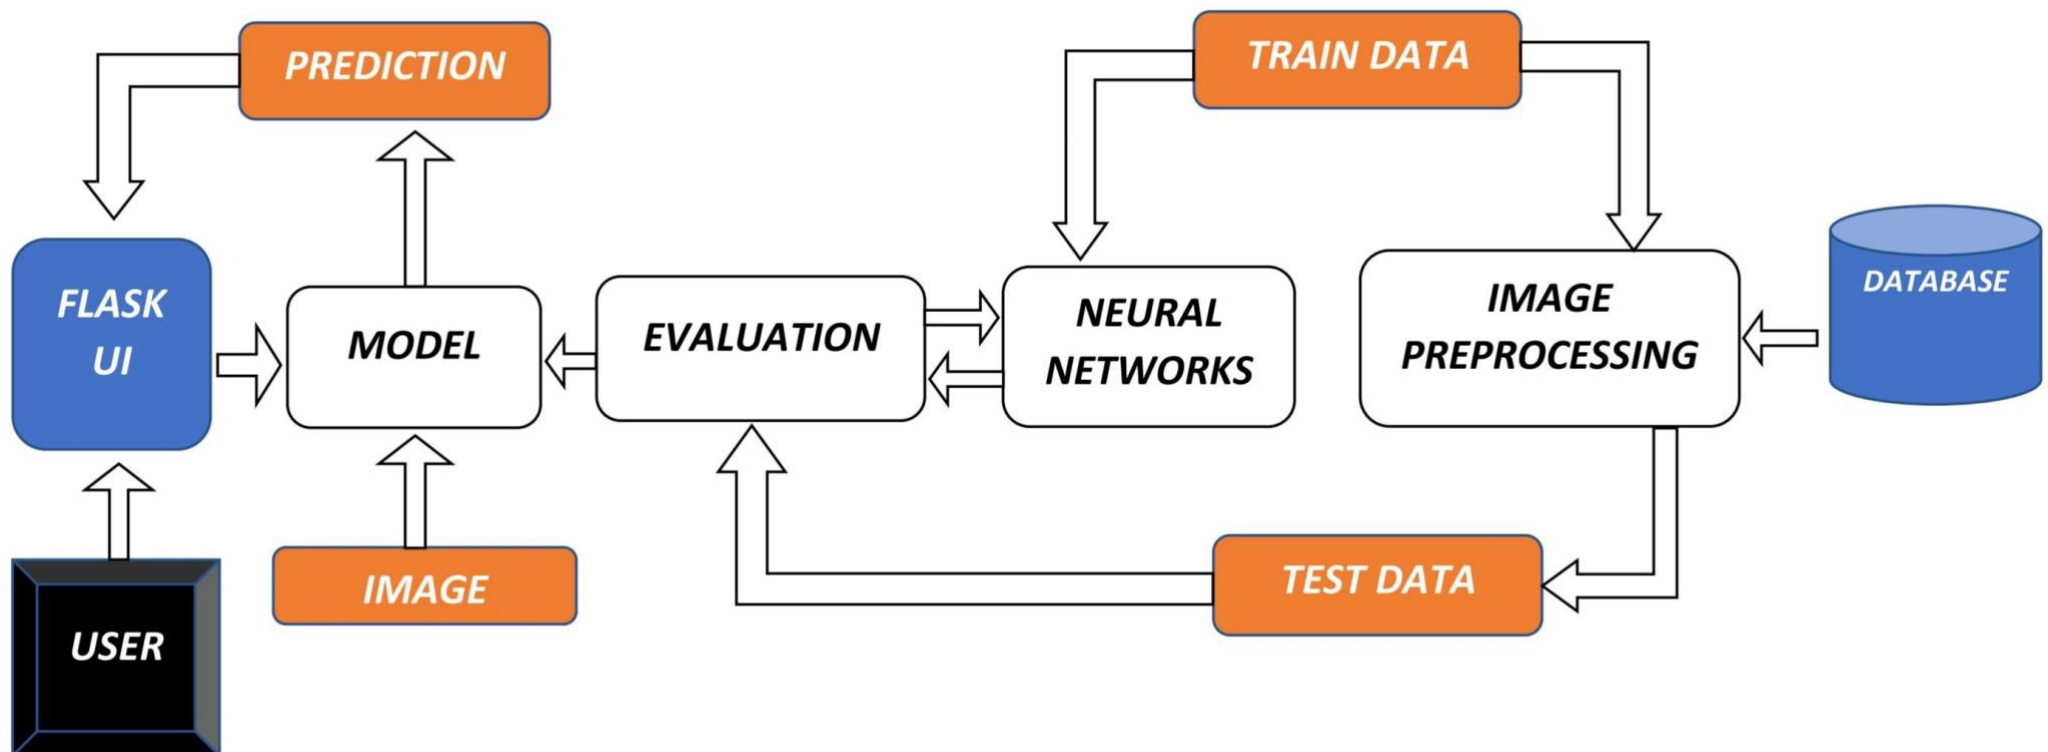 PREDICTION
TRAIN DATA
FLASK
UI
MODEL
EVALUATION
NEURAL
NETWORKS
IMAGE
PREPROCESSING
DATABASE
USER
IMAGE
TEST DATA